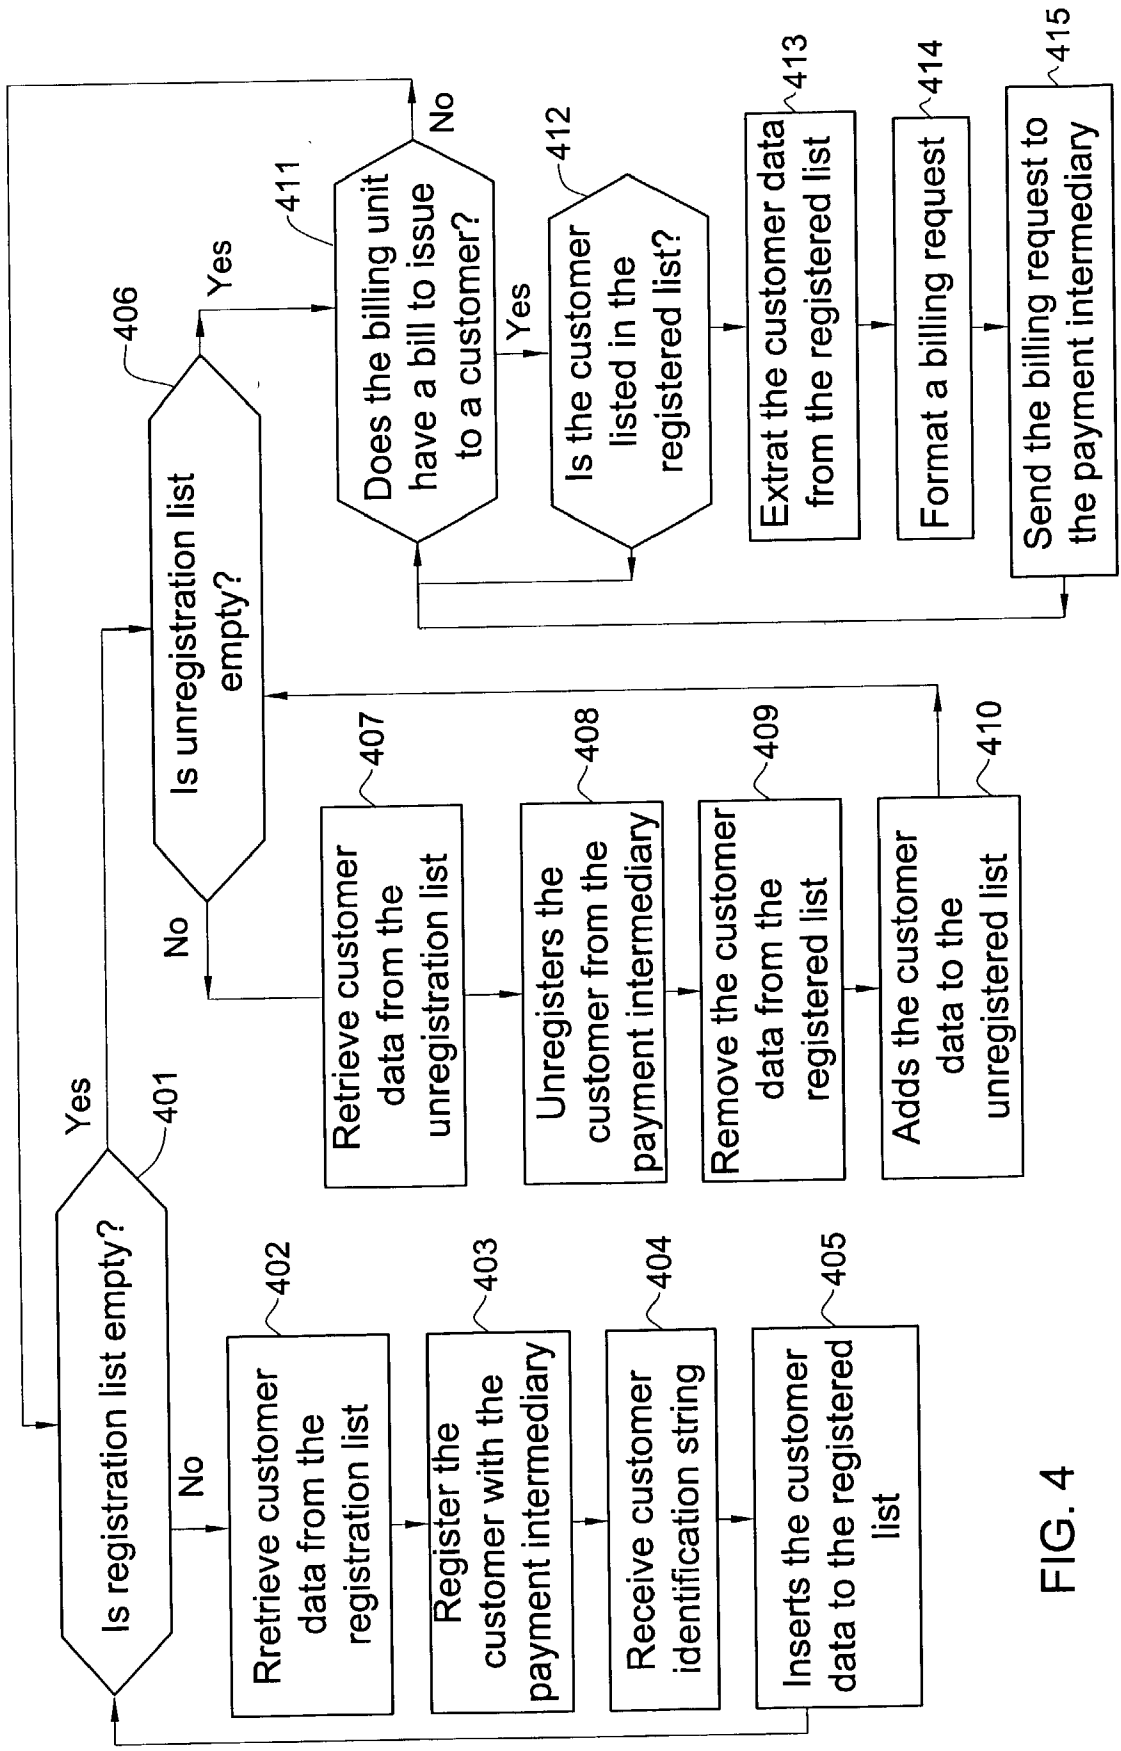 Is registration list empty?
401
Yes
No
Rretrieve customer
data from the
registration list
402
Register the
customer with the
payment intermediary
403
Receive customer
identification string
404
Inserts the customer
data to the registered
list
405
Is unregistration list
empty?
406
No
Yes
Retrieve customer
data from the
unregistration list
407
Unregisters the
customer from the
payment intermediary
408
Remove the customer
data from the
registered list
409
Adds the customer
data to the
unregistered list
410
Does the billing unit
have a bill to issue
to a customer?
411
No
Yes
Is the customer
listed in the
registered list?
412
Extrat the customer data
from the registered list
413
Format a billing request
414
Send the billing request to
the payment intermediary
415
FIG. 4